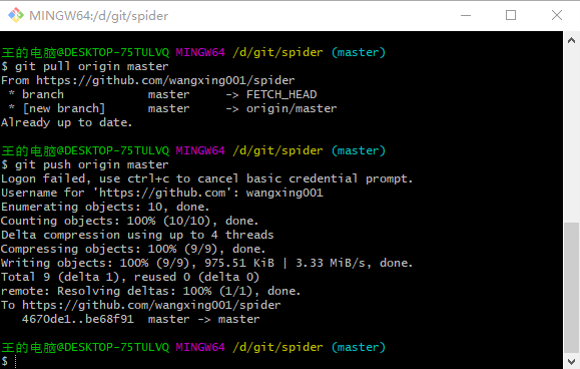 MINGW64:/d/git/spider
王的电脑@DESKTOP-75TULVQ MINGW64 /d/git/spider (master)
$ git pull origin master
From https://github.com/wangxing001/spider
 * branch            master     -> FETCH_HEAD
 * [new branch]      master     -> origin/master
Already up to date.
王的电脑@DESKTOP-75TULVQ MINGW64 /d/git/spider (master)
$ git push origin master
Logon failed, use ctrl+c to cancel basic credential prompt.
Username for 'https://github.com': wangxing001
Enumerating objects: 10, done.
Counting objects: 100% (10/10), done.
Delta compression using up to 4 threads
Compressing objects: 100% (9/9), done.
Writing objects: 100% (9/9), 975.51 KiB | 3.33 MiB/s, done.
Total 9 (delta 1), reused 0 (delta 0)
remote: Resolving deltas: 100% (1/1), done.
To https://github.com/wangxing001/spider
   4670de1..be68f91  master -> master
王的电脑@DESKTOP-75TULVQ MINGW64 /d/git/spider (master)
$